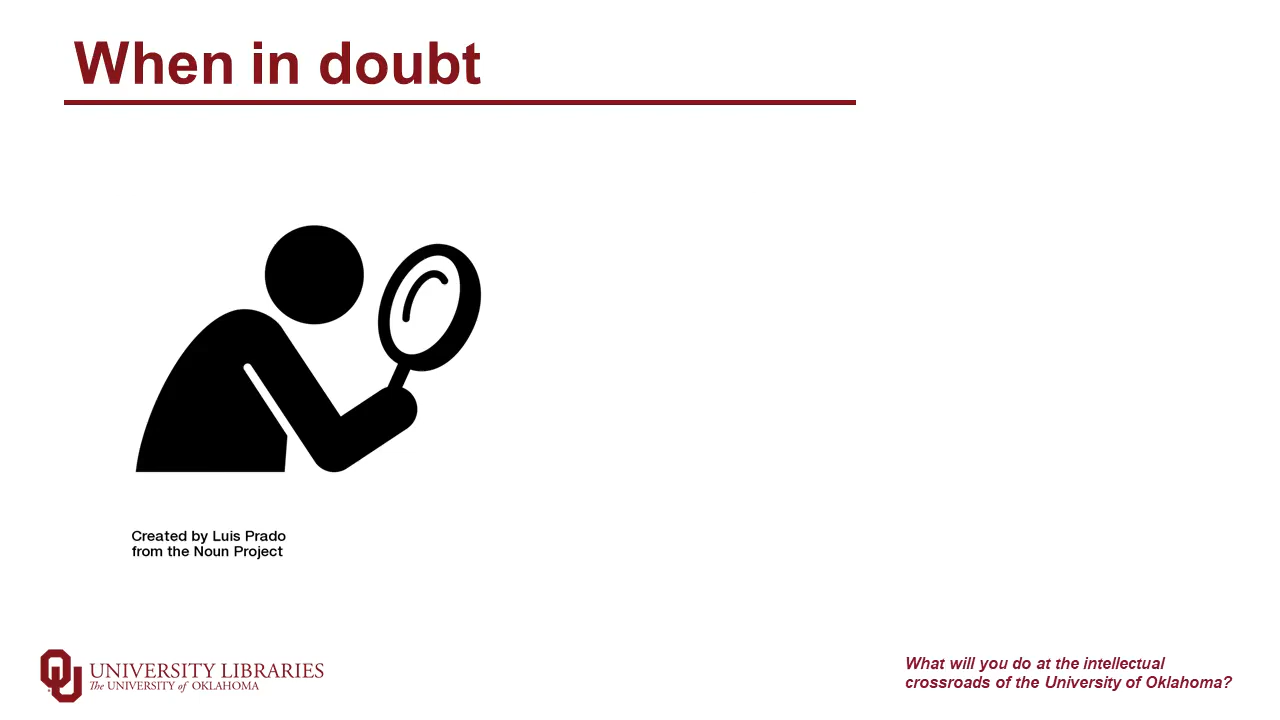 When in doubt
Created by Luis Prado
from the Noun Project
OU
UNIVERSITY LIBRARIES
The UNIVERSITY of OKLAHOMA
What will you do at the intellectual
crossroads of the University of Oklahoma?